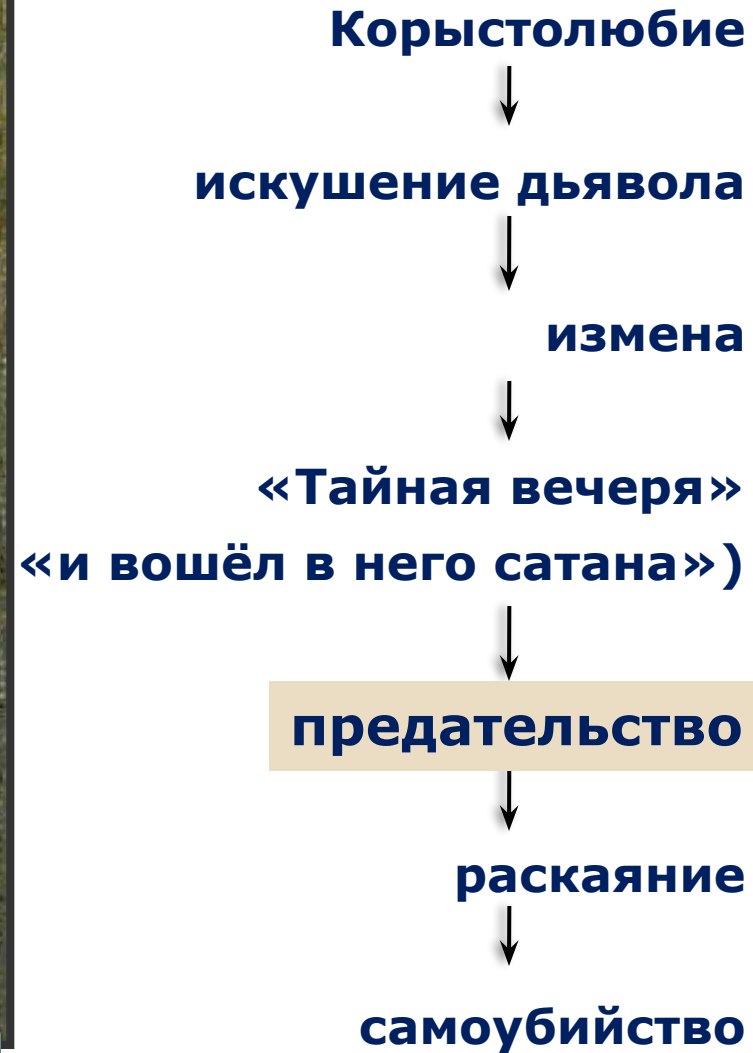 Корыстолюбие
искушение дьявола
измена
«Тайная вечеря»
«и вошёл в него сатана»)
предательство
раскаяние
самоубийство